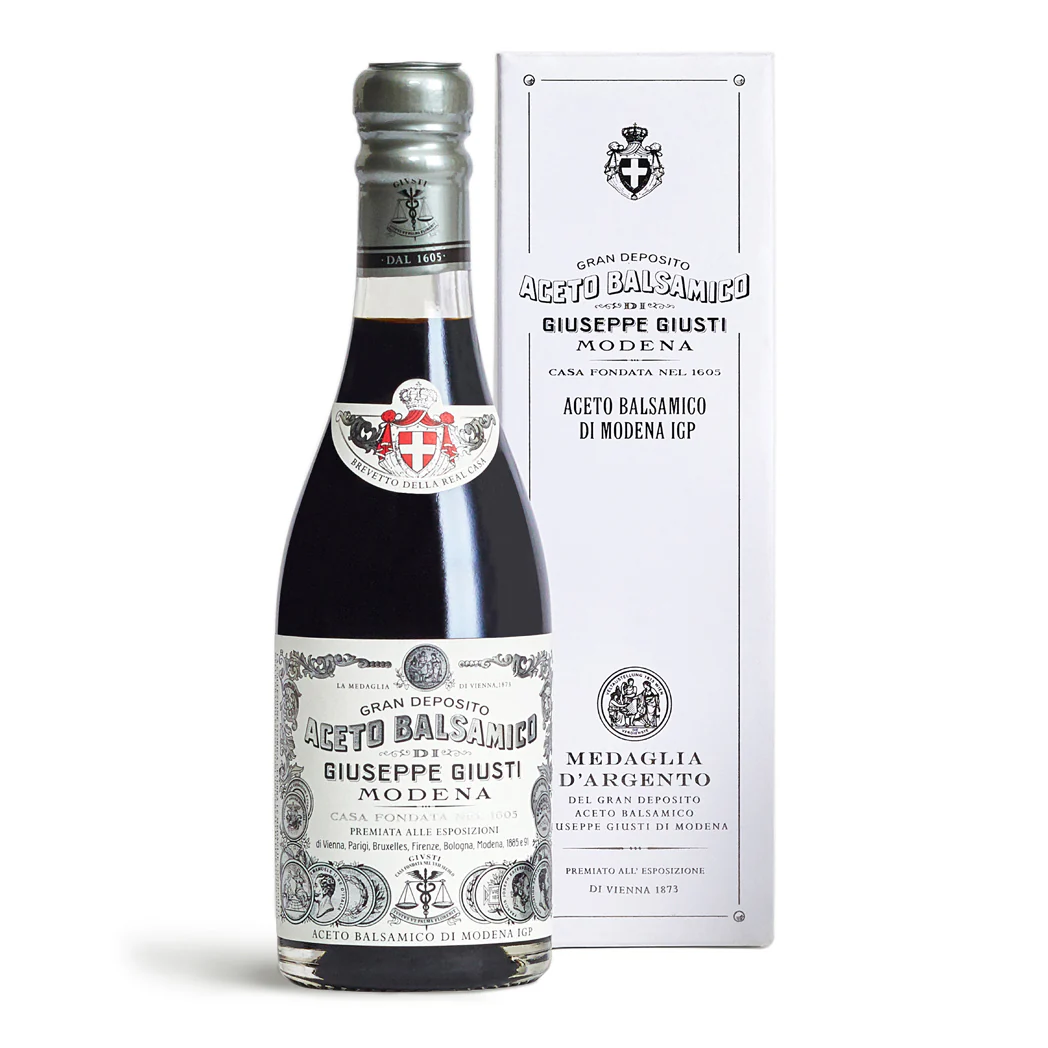 GIVSTI
·DAL 1605·
BREVETTO DELLA REAL CASA
LA MEDAGLIA DI VIENNA, 1873
GRAN DEPOSITO
ACETO BALSAMICO
DI
GIUSEPPE GIUSTI
MODENA
CASA FONDATA NEL 1605
PREMIATA ALLE ESPOSIZIONI
di Vienna, Parigi, Bruxelles, Firenze, Bologna, Modena, 1885 e 91
GIVSTI
ACETO BALSAMICO DI MODENA IGP
GRAN DEPOSITO
ACETO BALSAMICO
DI
GIUSEPPE GIUSTI
MODENA
CASA FONDATA NEL 1605
ACETO BALSAMICO
DI MODENA IGP
MEDAGLIA
D'ARGENTO
DEL GRAN DEPOSITO
ACETO BALSAMICO
USEPPE GIUSTI DI MODENA
PREMIATO ALL' ESPOSIZIONE
DI VIENNA 1873